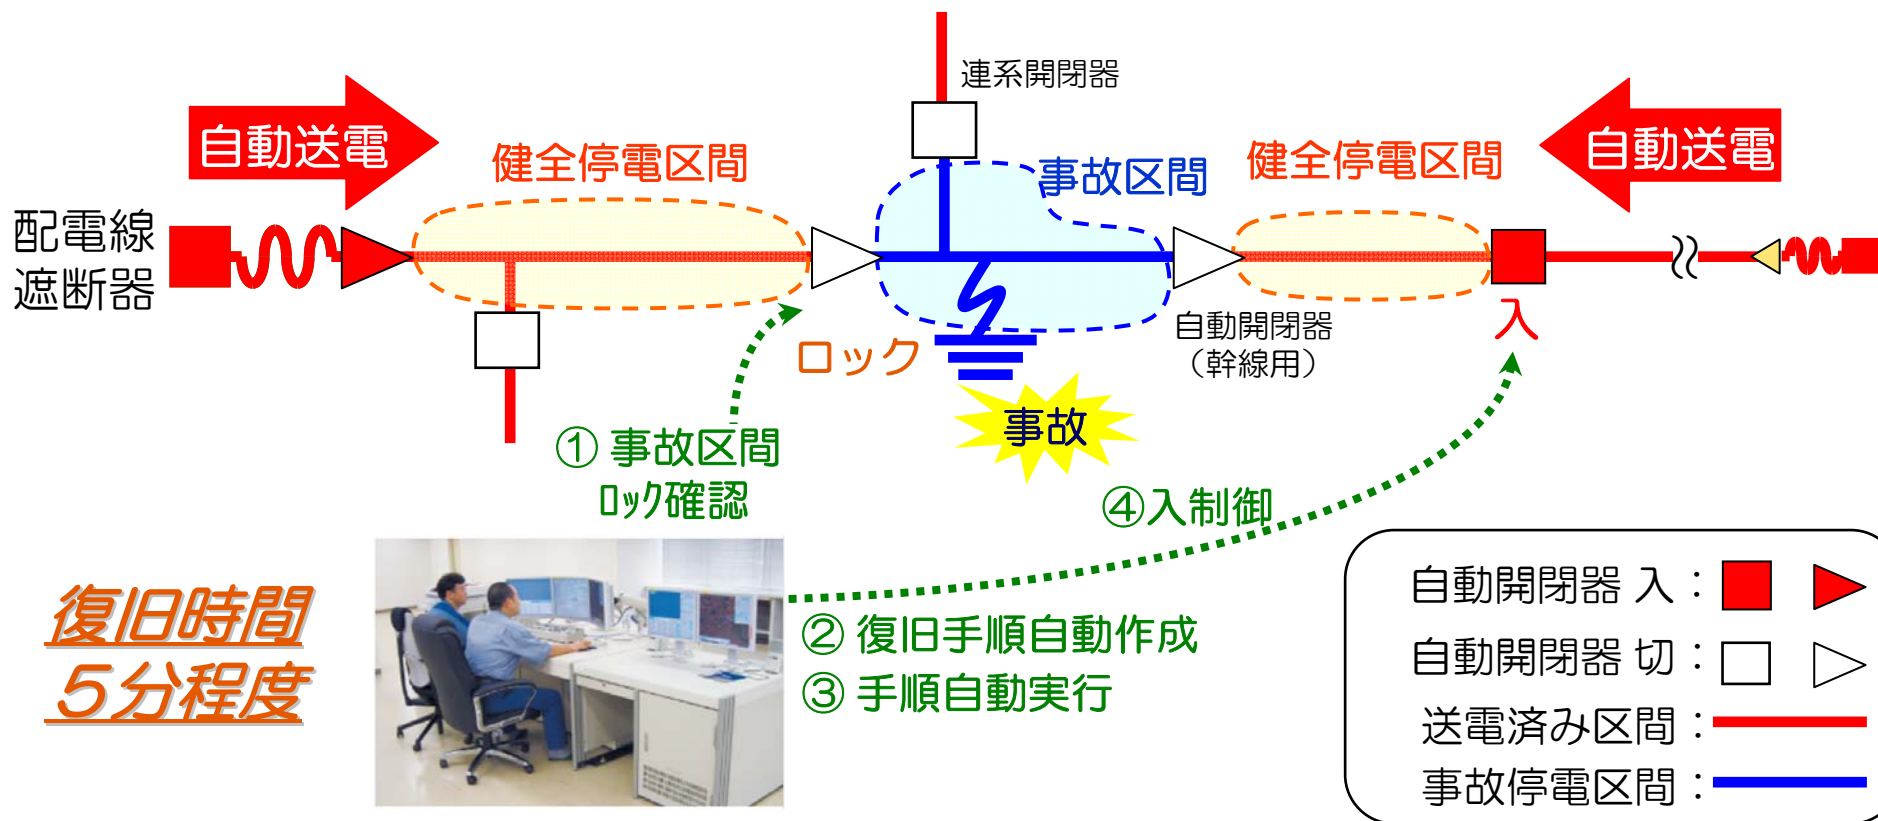 連系開閉器
自動送電
健全停電区間
事故区間
健全停電区間
自動送電
配電線
遮断器
ロック
自動開閉器
（幹線用）
入
事故
① 事故区間
ﾛｯｸ確認
④入制御
復旧時間
５分程度
② 復旧手順自動作成
③ 手順自動実行
自動開閉器 入：
自動開閉器 切：
送電済み区間：
事故停電区間：